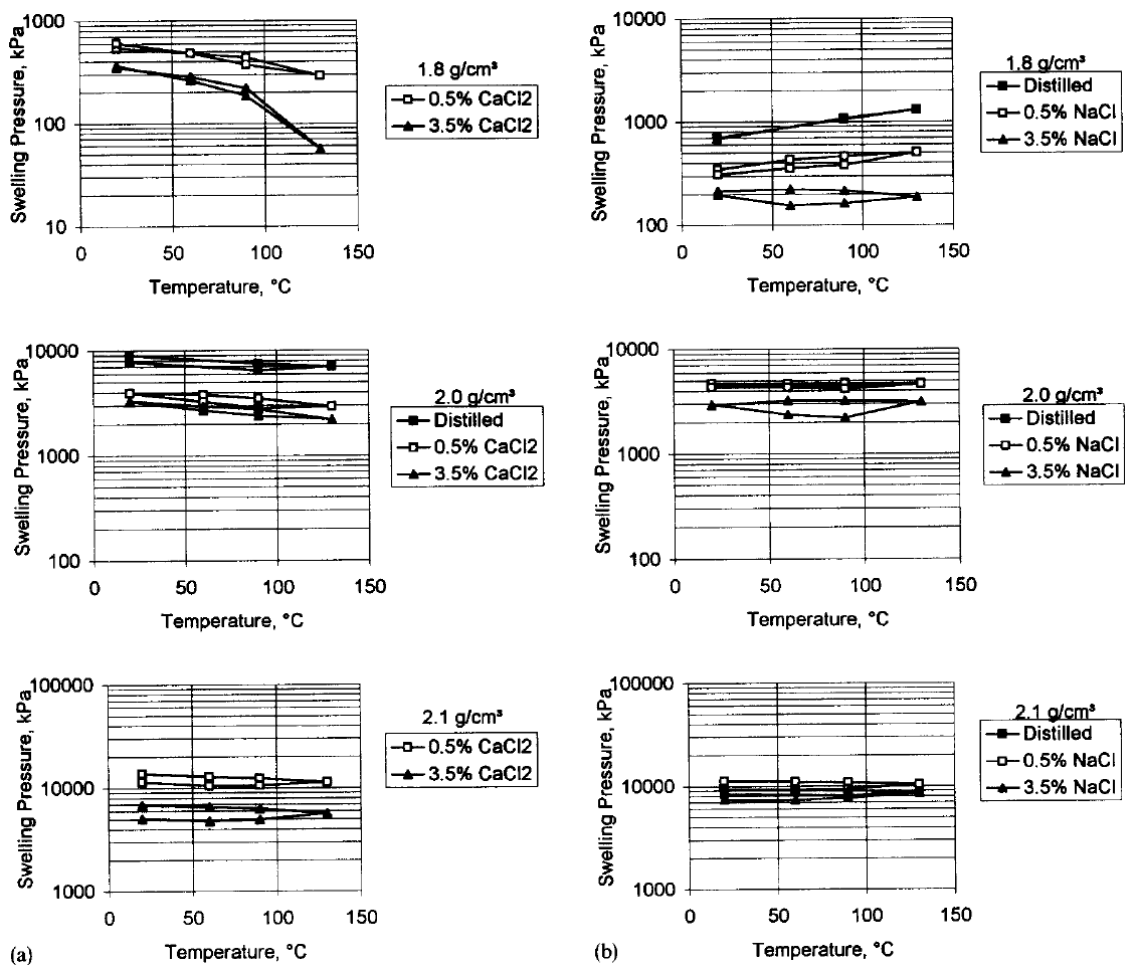 1000
100
10
Swelling Pressure, kPa
0 50 100 150
Temperature, °C
1.8 g/cm³
0.5% CaCl2
3.5% CaCl2
10000
1000
100
Swelling Pressure, kPa
0 50 100 150
Temperature, °C
1.8 g/cm³
Distilled
0.5% NaCl
3.5% NaCl
10000
1000
100
Swelling Pressure, kPa
0 50 100 150
Temperature, °C
2.0 g/cm³
Distilled
0.5% CaCl2
3.5% CaCl2
10000
1000
100
Swelling Pressure, kPa
0 50 100 150
Temperature, °C
2.0 g/cm³
Distilled
0.5% NaCl
3.5% NaCl
100000
10000
1000
Swelling Pressure, kPa
0 50 100 150
Temperature, °C
2.1 g/cm³
0.5% CaCl2
3.5% CaCl2
(a)
100000
10000
1000
Swelling Pressure, kPa
0 50 100 150
Temperature, °C
2.1 g/cm³
Distilled
0.5% NaCl
3.5% NaCl
(b)